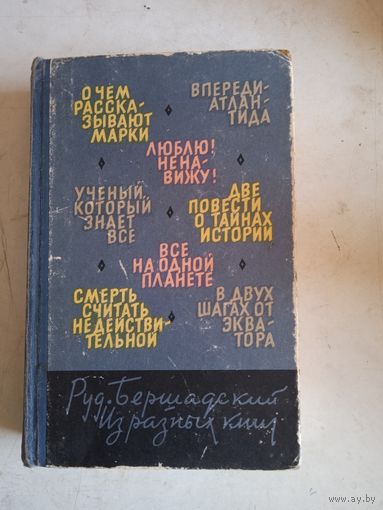 О ЧЕМ
РАССКА-
ЗЫВАЮТ
МАРКИ
ВПЕРЕДИ-
АТЛАН-
ТИДА
ЛЮБЛЮ!
НЕНА-
ВИЖУ!
УЧЕНЫЙ,
КОТОРЫЙ
ЗНАЕТ
ВСЕ
ДВЕ
ПОВЕСТИ
О ТАЙНАХ
ИСТОРИИ
ВСЕ
НА ОДНОЙ
ПЛАНЕТЕ
СМЕРТЬ
СЧИТАТЬ
НЕДЕЙСТВИ-
ТЕЛЬНОЙ
В ДВУХ
ШАГАХ ОТ
ЭКВА-
ТОРА
Руд. Бершадский
Из разных книг
www.ay.by